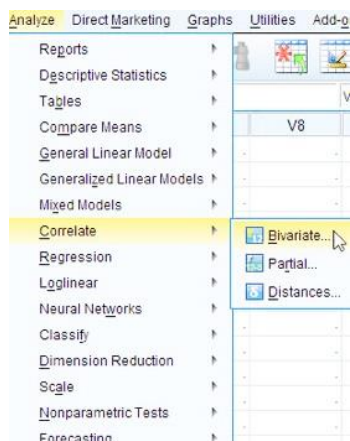 Analyze Direct Marketing Graphs Utilities Add-o
Reports
Descriptive Statistics
Tables
Compare Means
V8
General Linear Model
Generalized Linear Models
Mixed Models
Correlate
Bivariate...
Regression
Partial...
Loglinear
Distances...
Neural Networks
Classify
Dimension Reduction
Scale
Nonparametric Tests
Forecasting